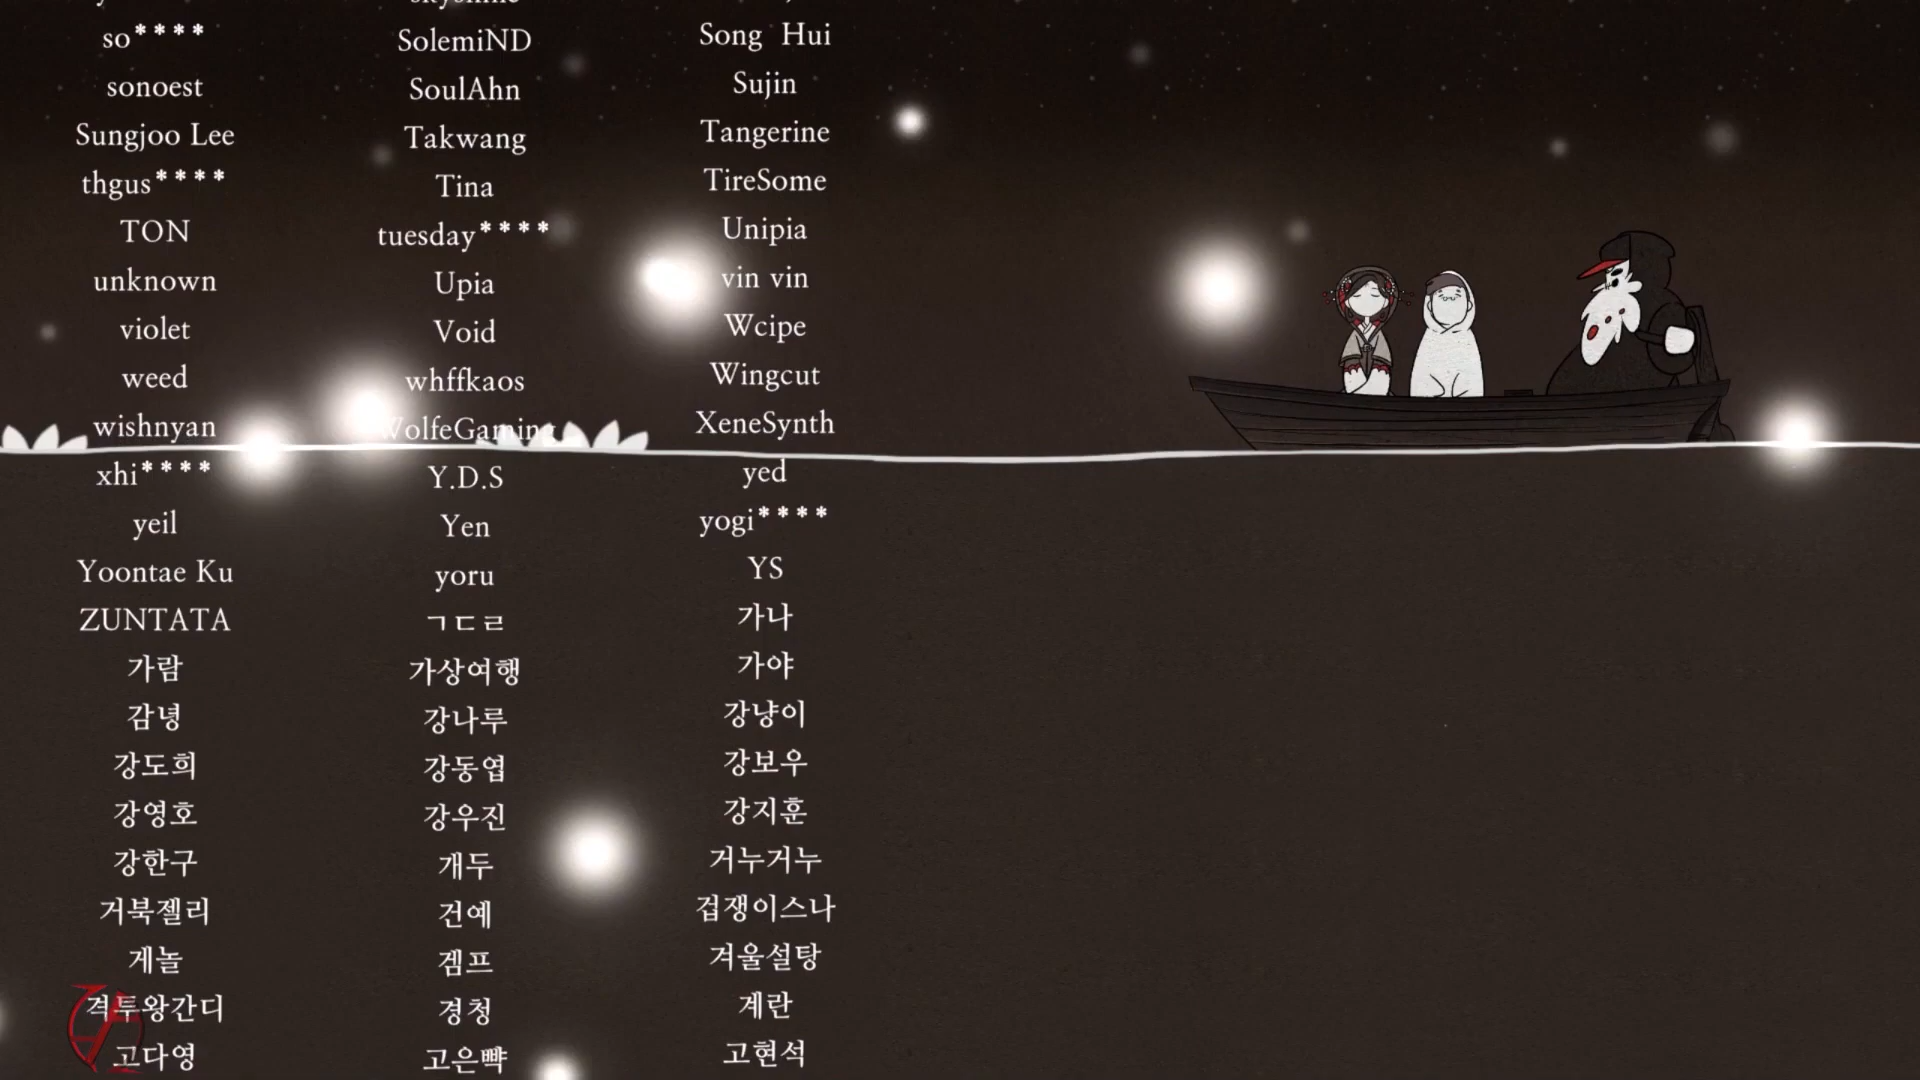 so****
SolemiND
Song Hui
sonoest
SoulAhn
Sujin
Sungjoo Lee
Takwang
Tangerine
thgus****
Tina
TireSome
TON
tuesday****
Unipia
unknown
Upia
vin vin
violet
Void
Wcipe
weed
whffkaos
Wingcut
wishnyan
WolfeGaming
XeneSynth
xhi****
Y.D.S
yed
yeil
Yen
yogi****
Yoontae Ku
yoru
YS
ZUNTATA
ㄱㄷㄹ
가나
가람
가상여행
가야
감녕
강나루
강냥이
강도희
강동엽
강보우
강영호
강우진
강지훈
강한구
개두
거누거누
거북젤리
건예
겁쟁이스나
게놀
겜프
겨울설탕
격투왕간디
경청
계란
고다영
고은빡
고현석